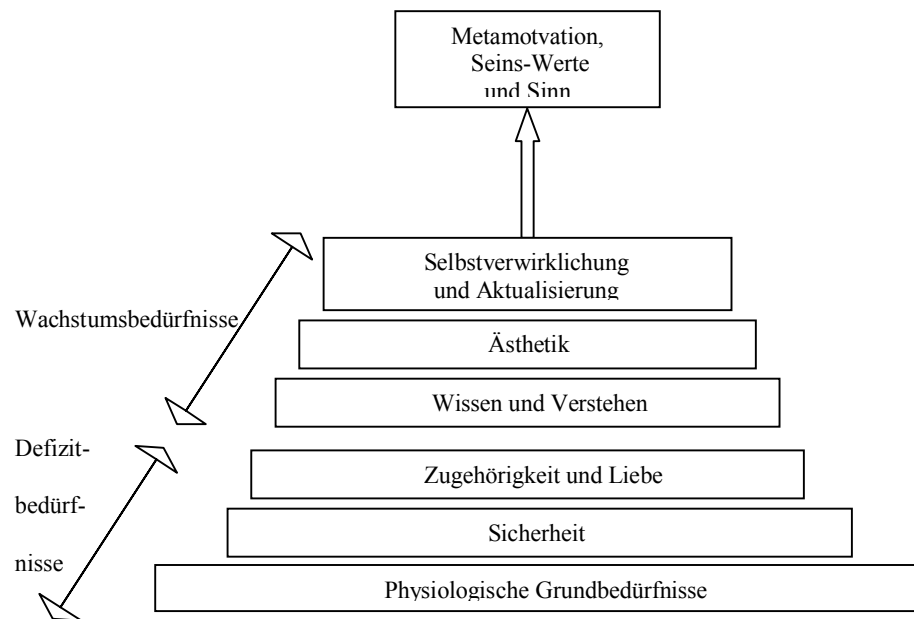 Metamotvation,
Seins-Werte
und Sinn
Selbstverwirklichung
und Aktualisierung
Wachstumsbedürfnisse
Ästhetik
Wissen und Verstehen
Defizit-
bedürf-
nisse
Zugehörigkeit und Liebe
Sicherheit
Physiologische Grundbedürfnisse